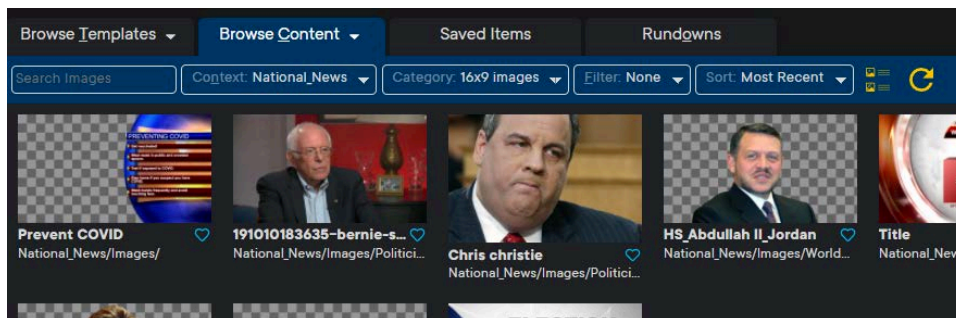 Browse Templates
Browse Content
Saved Items
Rundowns
Search Images
Context: National_News
Category: 16x9 images
Filter: None
Sort: Most Recent
PREVENTING COVID
Prevent COVID
National_News/Images/
191010183635-bernie-s...
National_News/Images/Politici...
Chris christie
National_News/Images/Politici...
HS_Abdullah II_Jordan
National_News/Images/World...
Title
National_New